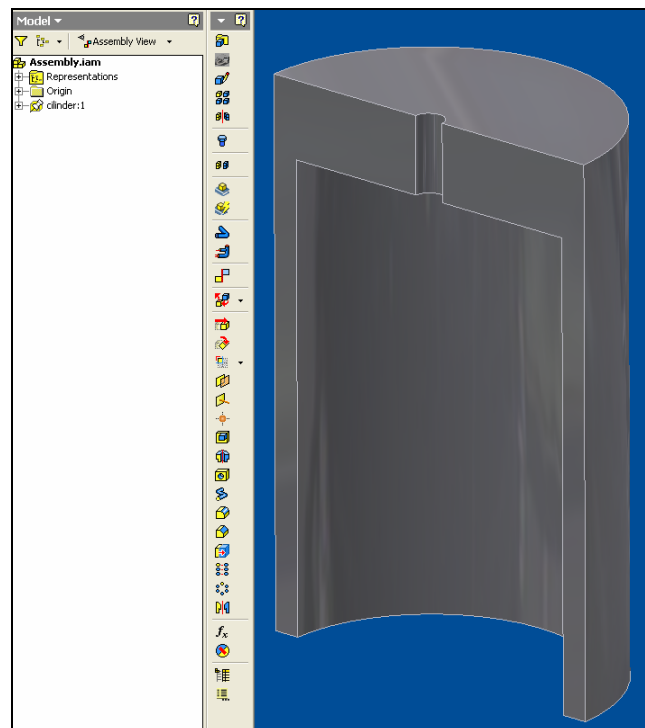 Model
Assembly View
Assembly.iam
Representations
Origin
cilinder:1
fx